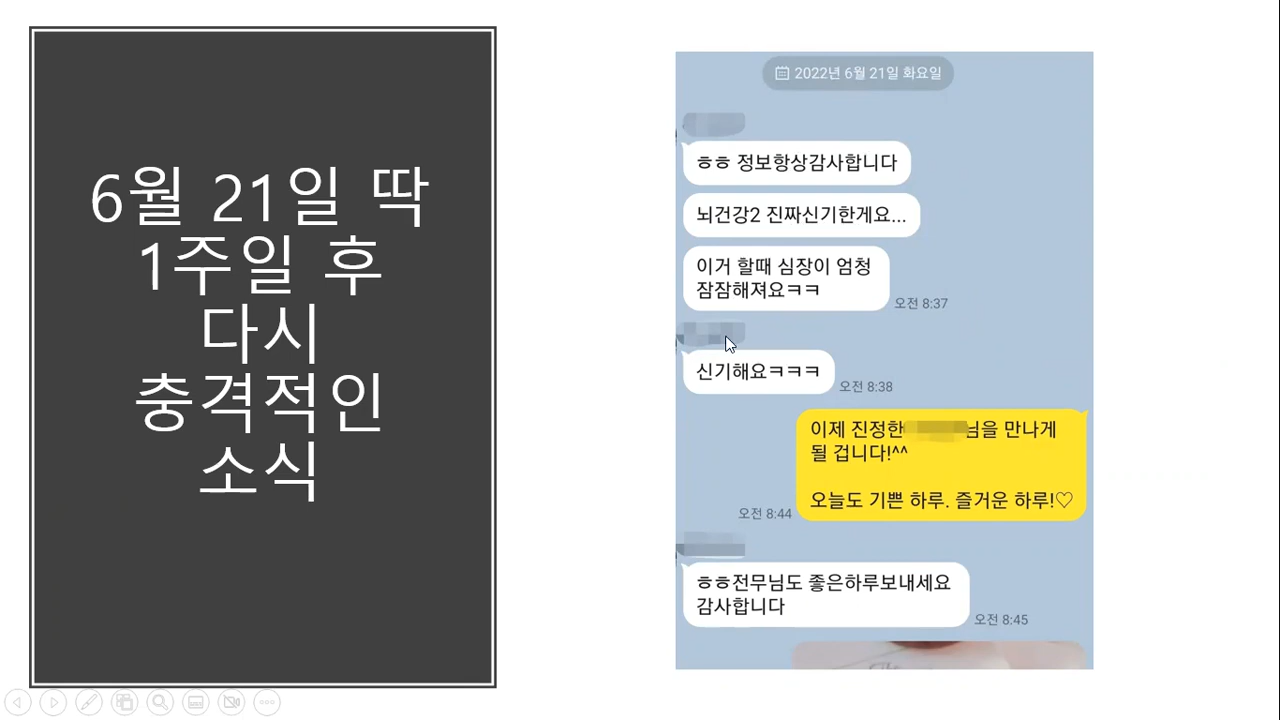 6월 21일 딱
1주일 후
다시
충격적인
소식
2022년 6월 21일 화요일
ㅎㅎ 정보항상감사합니다
뇌건강2 진짜신기한게요...
이거 할때 심장이 엄청
잠잠해져요ㅋㅋ
오전 8:37
신기해요ㅋㅋㅋ
오전 8:38
이제 진정한 님을 만나게
될 겁니다!^^
오늘도 기쁜 하루. 즐거운 하루!♡
오전 8:44
ㅎㅎ전무님도 좋은하루보내세요
감사합니다
오전 8:45